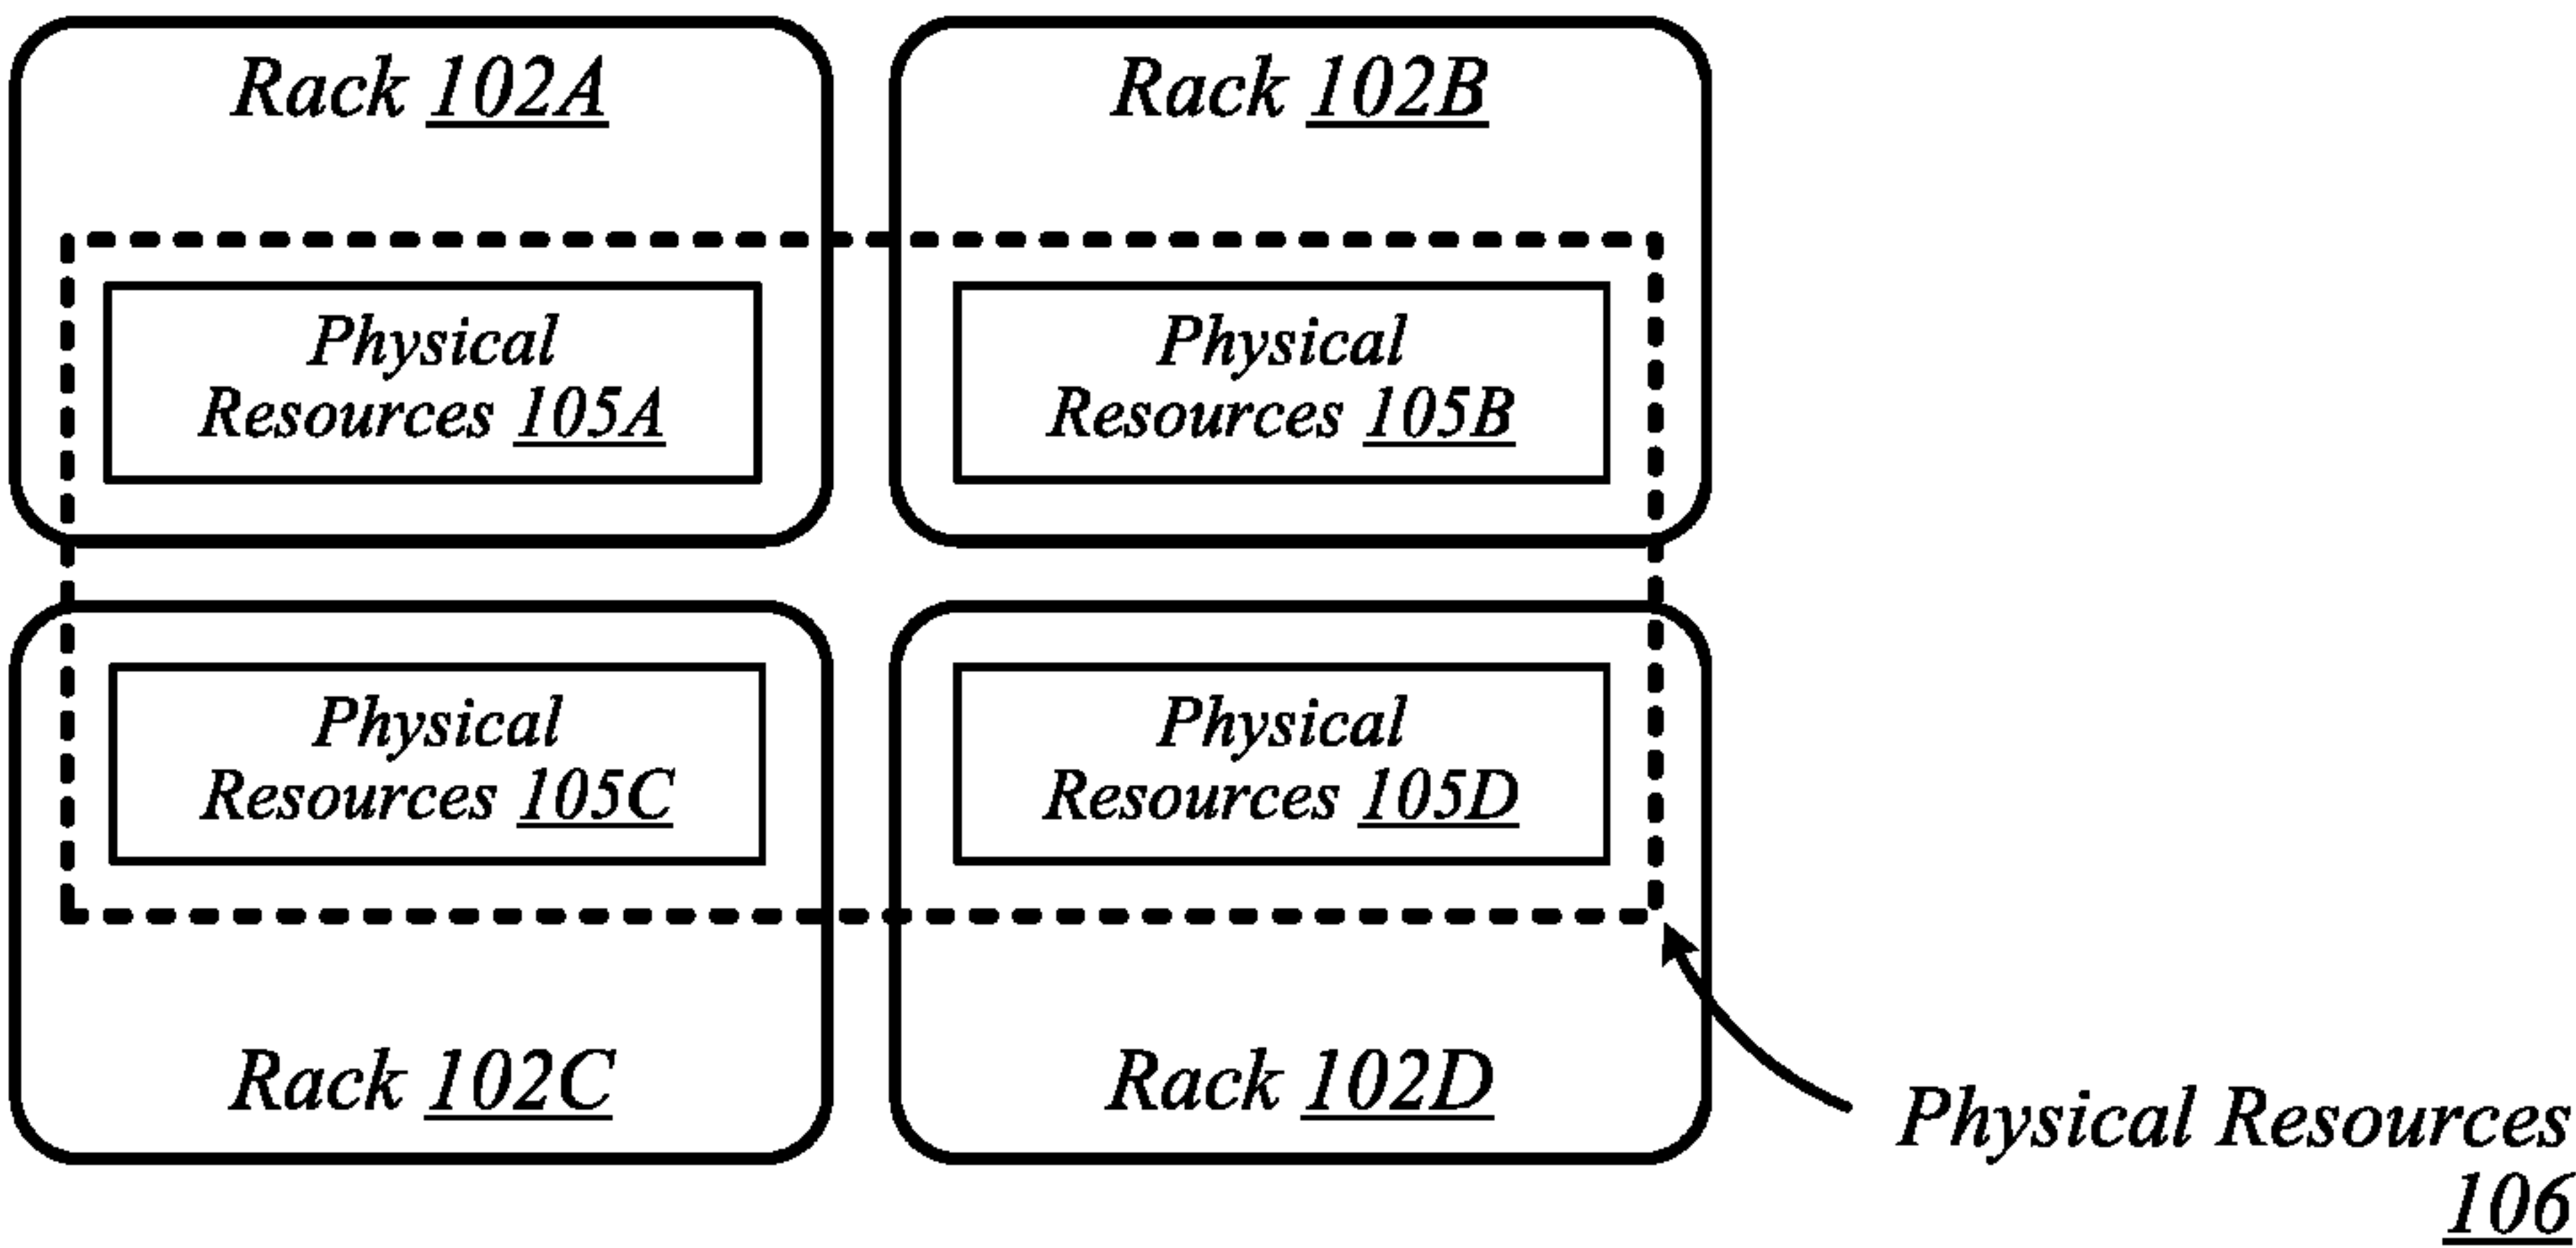 Rack 102A
Rack 102B
Physical
Resources 105A
Physical
Resources 105B
Physical
Resources 105C
Physical
Resources 105D
Rack 102C
Rack 102D
Physical Resources
106